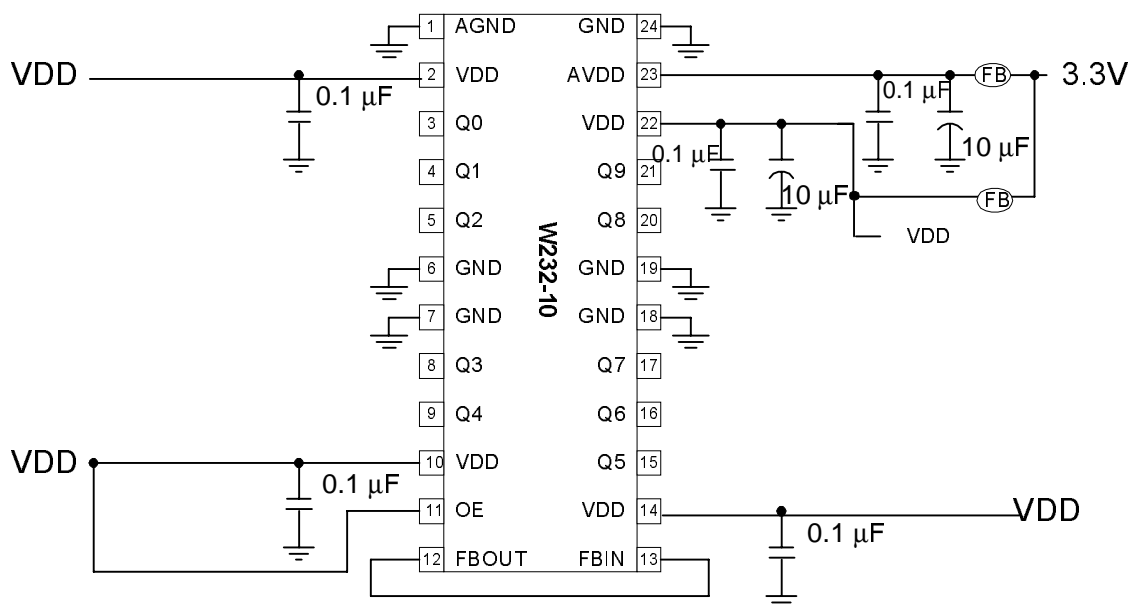 1 AGND GND 24
VDD 2 VDD AVDD 23 FB 3.3V
0.1 µF 0.1 µF
3 Q0 VDD 22
10 µF
0.1 µF
4 Q1 Q9 21
10 µF FB
5 Q2 Q8 20
VDD
W232-10
6 GND GND 19
7 GND GND 18
8 Q3 Q7 17
9 Q4 Q6 16
VDD 10 VDD Q5 15
0.1 µF
11 OE VDD 14 VDD
0.1 µF
12 FBOUT FBIN 13